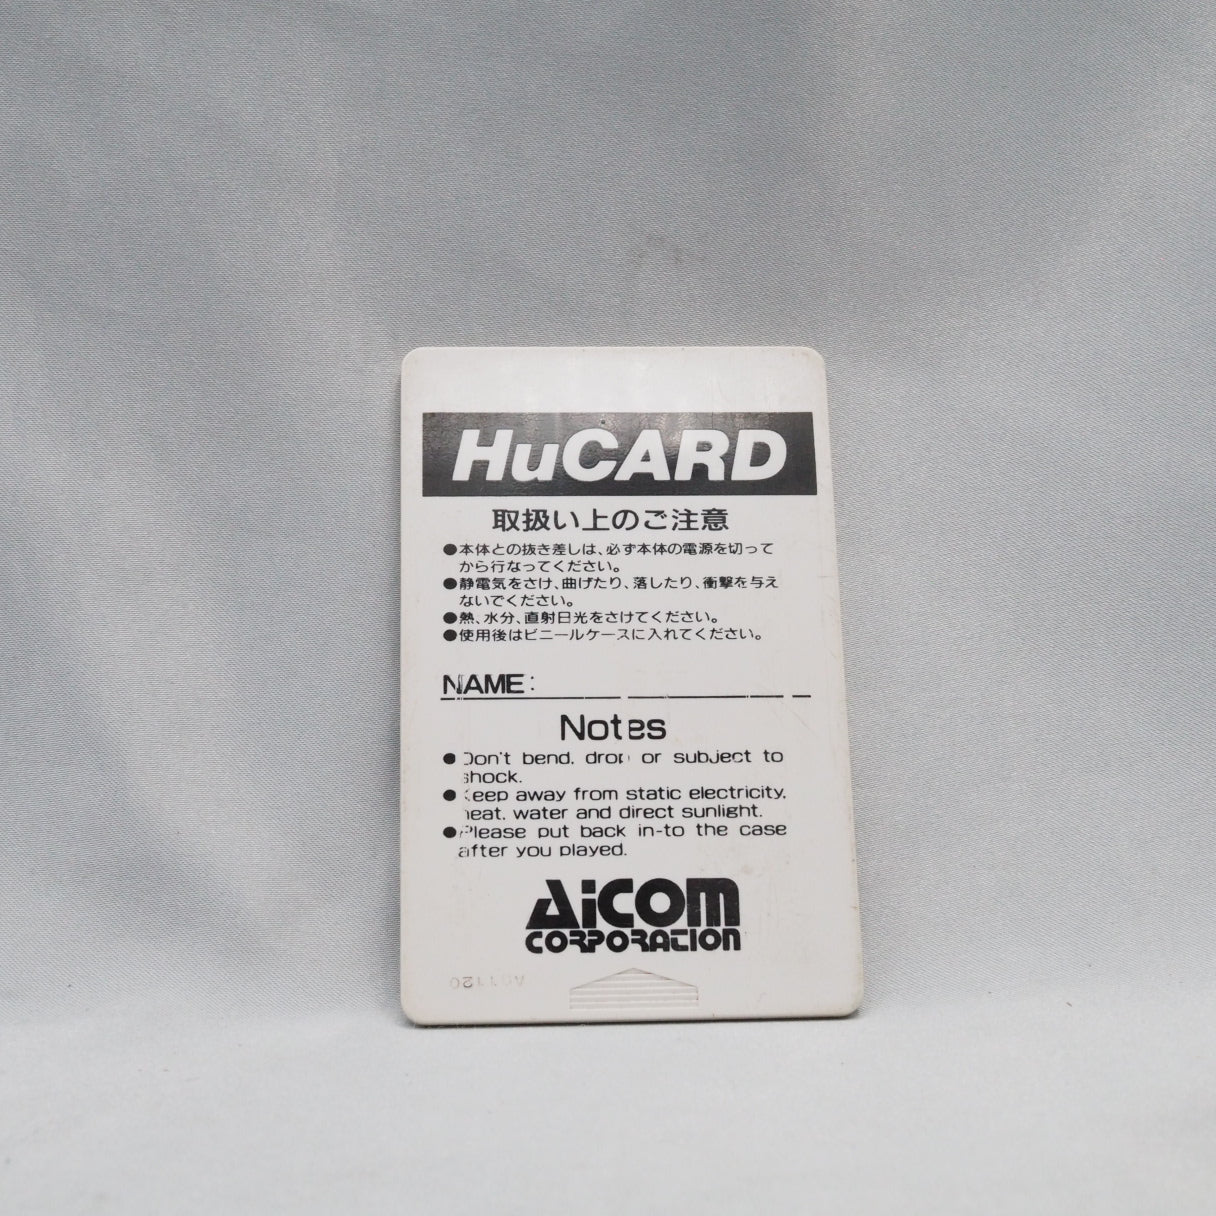 HuCARD
取扱い上のご注意
●本体との抜き差しは、必ず本体の電源を切って
から行なってください。
●静電気をさけ、曲げたり、落したり、衝撃を与え
ないでください。
●熱、水分、直射日光をさけてください。
●使用後はビニールケースに入れてください。
NAME:
Notes
●Don't bend, drop or subject to
shock.
●Keep away from static electricity,
heat, water and direct sunlight.
●Please put back in-to the case
after you played.
AiCOM
CORPORATION